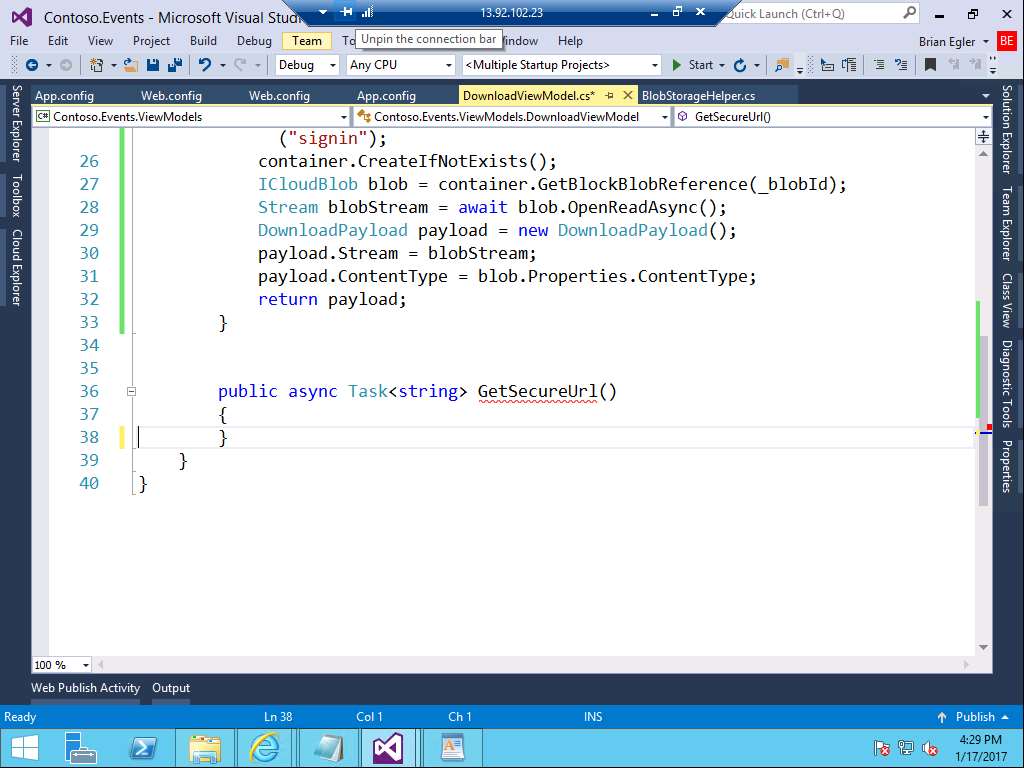 Contoso.Events - Microsoft Visual Studi
13.92.102.23
Quick Launch (Ctrl+Q)
File Edit View Project Build Debug Team To Window Help
Unpin the connection bar
Brian Egler BE
Debug Any CPU <Multiple Startup Projects> Start
App.config Web.config Web.config App.config DownloadViewModel.cs* BlobStorageHelper.cs
C# Contoso.Events.ViewModels Contoso.Events.ViewModels.DownloadViewModel GetSecureUrl()
Server Explorer
Toolbox
Cloud Explorer
("signin");
26 container.CreateIfNotExists();
27 ICloudBlob blob = container.GetBlockBlobReference(_blobId);
28 Stream blobStream = await blob.OpenReadAsync();
29 DownloadPayload payload = new DownloadPayload();
30 payload.Stream = blobStream;
31 payload.ContentType = blob.Properties.ContentType;
32 return payload;
33 }
34
35
36 public async Task<string> GetSecureUrl()
37 {
38 }
39 }
40 }
Solution Explorer
Team Explorer
Class View
Diagnostic Tools
Properties
100 %
Web Publish Activity Output
Ready Ln 38 Col 1 Ch 1 INS Publish
4:29 PM
1/17/2017